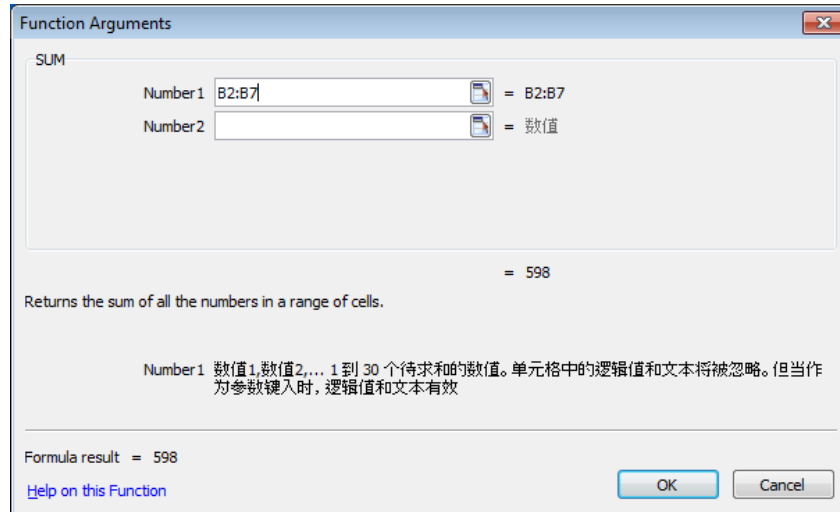 Function Arguments
SUM
Number1 B2:B7 = B2:B7
Number2 = 数值
= 598
Returns the sum of all the numbers in a range of cells.
Number1 数值1,数值2,... 1到 30 个待求和的数值。单元格中的逻辑值和文本将被忽略。但当作
为参数键入时，逻辑值和文本有效
Formula result = 598
Help on this Function
OK Cancel